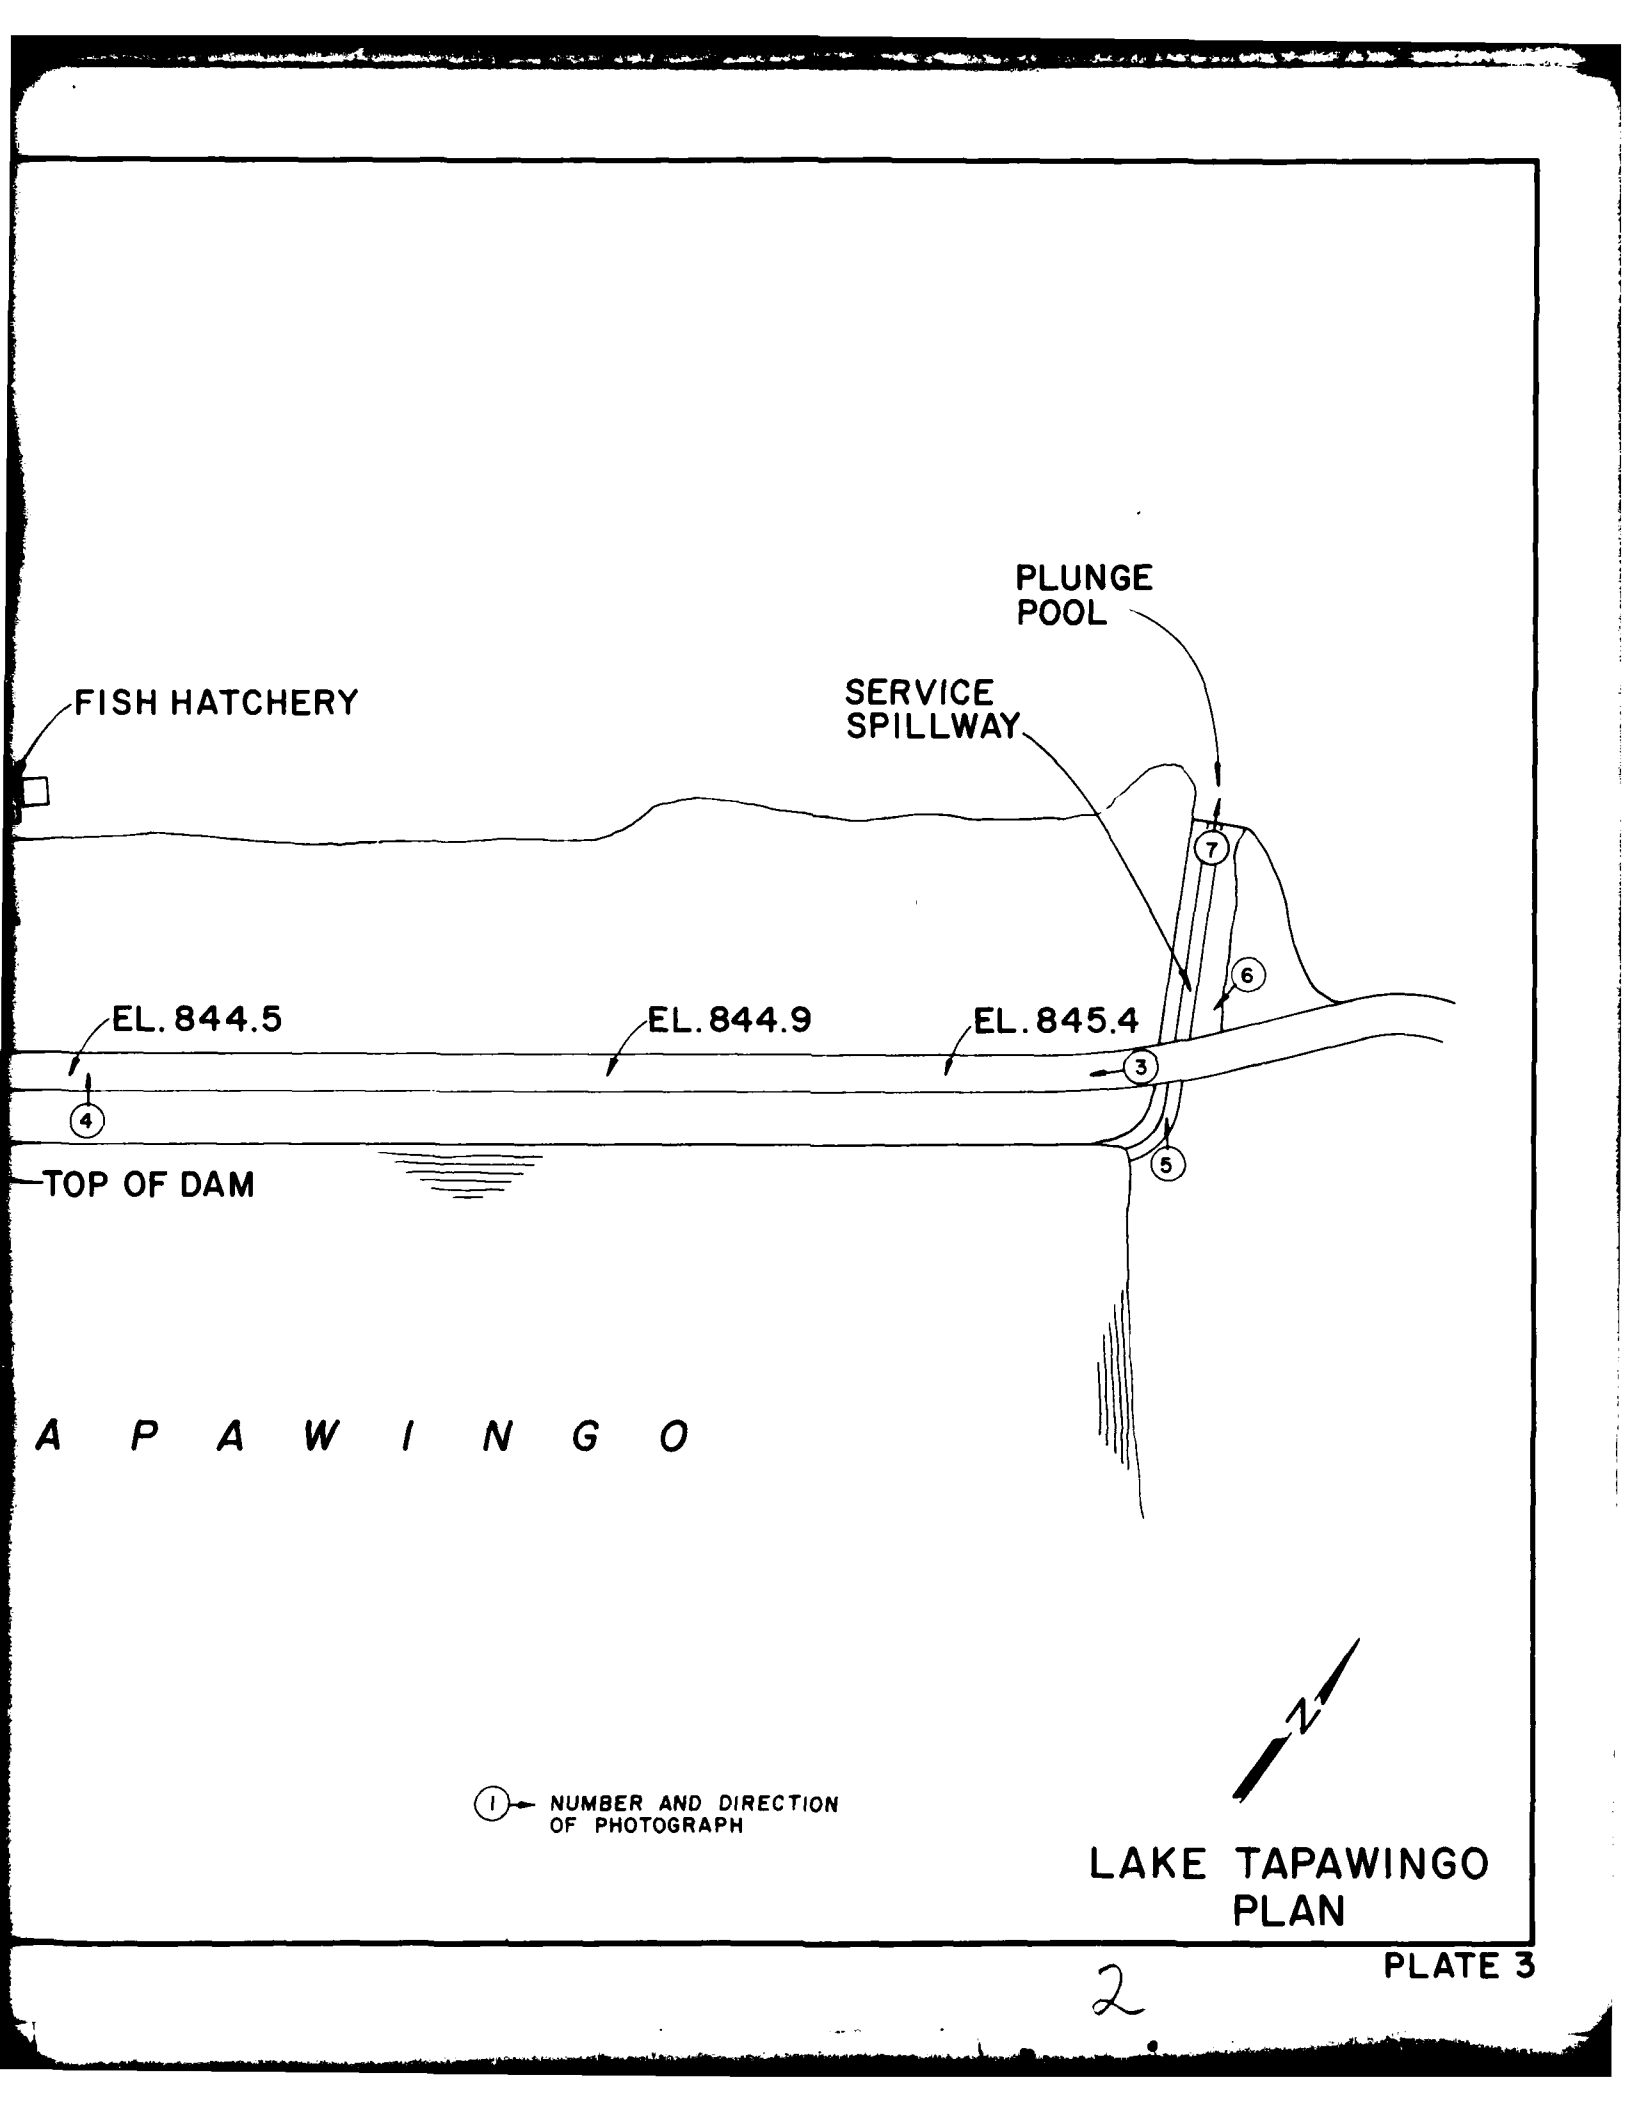 PLUNGE
POOL
SERVICE
SPILLWAY
FISH HATCHERY
7
6
EL. 844.5
EL. 844.9
EL. 845.4
3
4
5
TOP OF DAM
A P A W I N G O
N
1 NUMBER AND DIRECTION
OF PHOTOGRAPH
LAKE TAPAWINGO
PLAN
PLATE 3
2